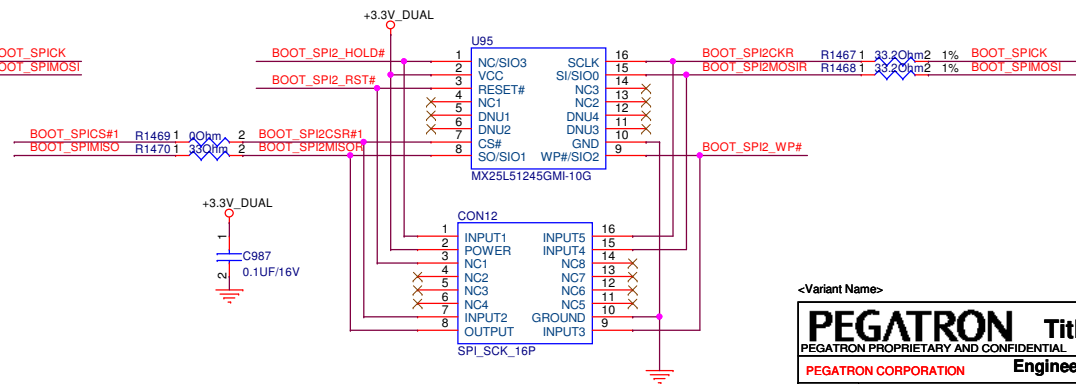 +3.3V_DUAL
OOT_SPICK
OOT_SPIMOSI
U95
BOOT_SPI2_HOLD# 1 NC/SIO3 SCLK 16 BOOT_SPI2CKR R1467 1 33.2Ohm 2 1% BOOT_SPICK
2 VCC SI/SIO0 15 BOOT_SPI2MOSIR R1468 1 33.2Ohm 2 1% BOOT_SPIMOSI
BOOT_SPI2_RST# 3 RESET# NC3 14
4 NC1 NC2 13
5 DNU1 DNU4 12
6 DNU2 DNU3 11
BOOT_SPICS#1 R1469 1 0Ohm 2 BOOT_SPI2CSR#1 7 CS# GND 10
BOOT_SPIMISO R1470 1 33Ohm 2 BOOT_SPI2MISOR 8 SO/SIO1 WP#/SIO2 9 BOOT_SPI2_WP#
MX25L51245GMI-10G
+3.3V_DUAL
1
C987
2 0.1UF/16V
CON12
1 INPUT1 INPUT5 16
2 POWER INPUT4 15
3 NC1 NC8 14
4 NC2 NC7 13
5 NC3 NC6 12
6 NC4 NC5 11
7 INPUT2 GROUND 10
8 OUTPUT INPUT3 9
SPI_SCK_16P
<Variant Name>
PEGATRON Titl
PEGATRON PROPRIETARY AND CONFIDENTIAL
PEGATRON CORPORATION Enginee